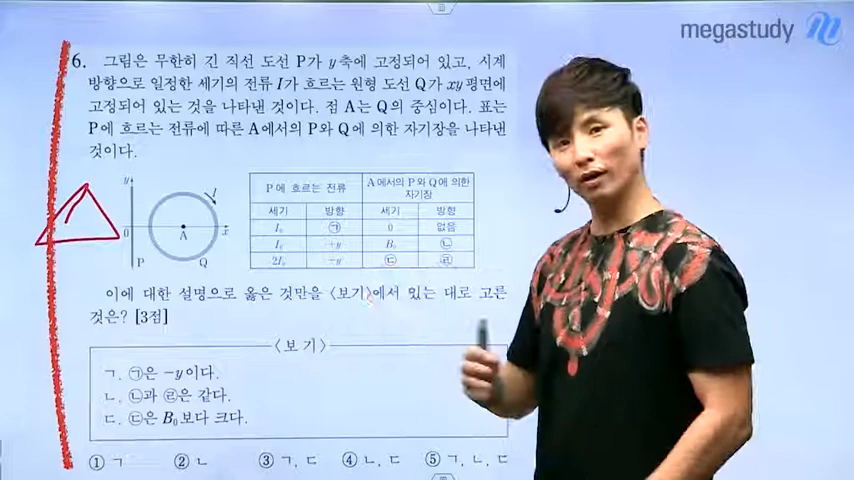 megastudy
6. 그림은 무한히 긴 직선 도선 P가 y축에 고정되어 있고, 시계
방향으로 일정한 세기의 전류 I가 흐르는 원형 도선 Q가 xy평면에
고정되어 있는 것을 나타낸 것이다. 점 A는 Q의 중심이다. 표는
P에 흐르는 전류에 따른 A에서의 P와 Q에 의한 자기장을 나타낸
것이다.
y
I
0
A
x
P
Q
P에 흐르는 전류 A에서의 P와 Q에 의한 자기장
세기 방향 세기 방향
I₀ ㉠ 0 없음
I₀ +y B₀ ㉡
2I₀ -y ㉢ ㉣
이에 대한 설명으로 옳은 것만을 〈보기〉에서 있는 대로 고른
것은? [3점]
〈보 기〉
ㄱ. ㉠은 -y이다.
ㄴ. ㉡과 ㉣은 같다.
ㄷ. ㉢은 B₀보다 크다.
① ㄱ ② ㄴ ③ ㄱ, ㄷ ④ ㄴ, ㄷ ⑤ ㄱ, ㄴ, ㄷ